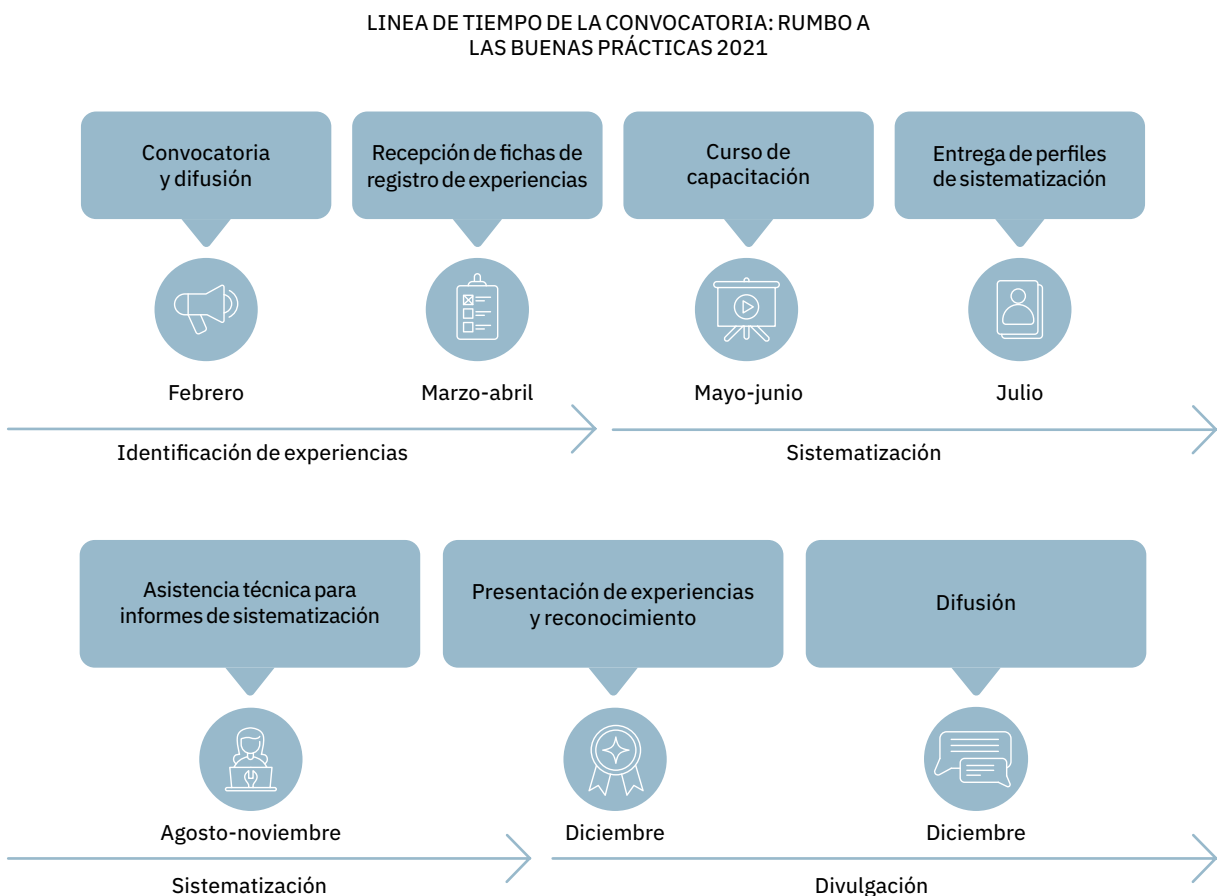 LINEA DE TIEMPO DE LA CONVOCATORIA: RUMBO A
LAS BUENAS PRÁCTICAS 2021
Convocatoria
y difusión
Recepción de fichas de
registro de experiencias
Curso de
capacitación
Entrega de perfiles
de sistematización
Febrero
Marzo-abril
Mayo-junio
Julio
Identificación de experiencias
Sistematización
Asistencia técnica para
informes de sistematización
Presentación de experiencias
y reconocimiento
Difusión
Agosto-noviembre
Diciembre
Diciembre
Sistematización
Divulgación